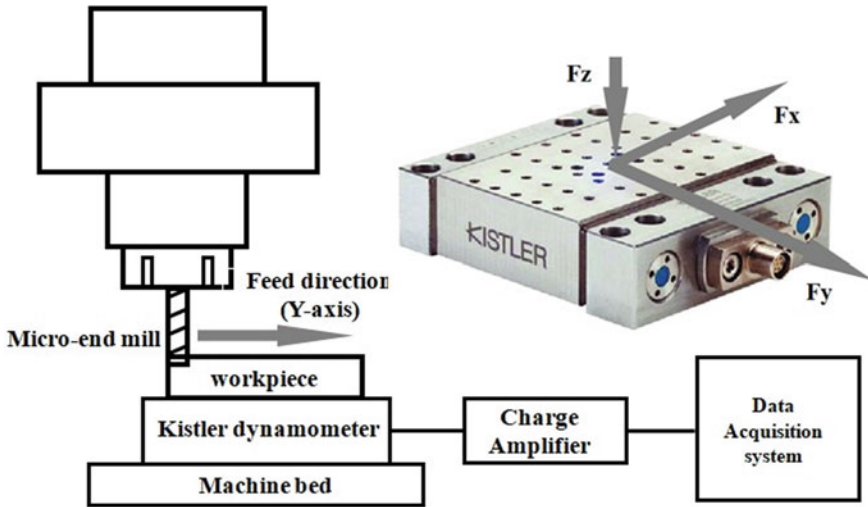 Fz
Fx
KISTLER
Fy
Feed direction
(Y-axis)
Micro-end mill
workpiece
Kistler dynamometer
Machine bed
Charge
Amplifier
Data
Acquisition
system